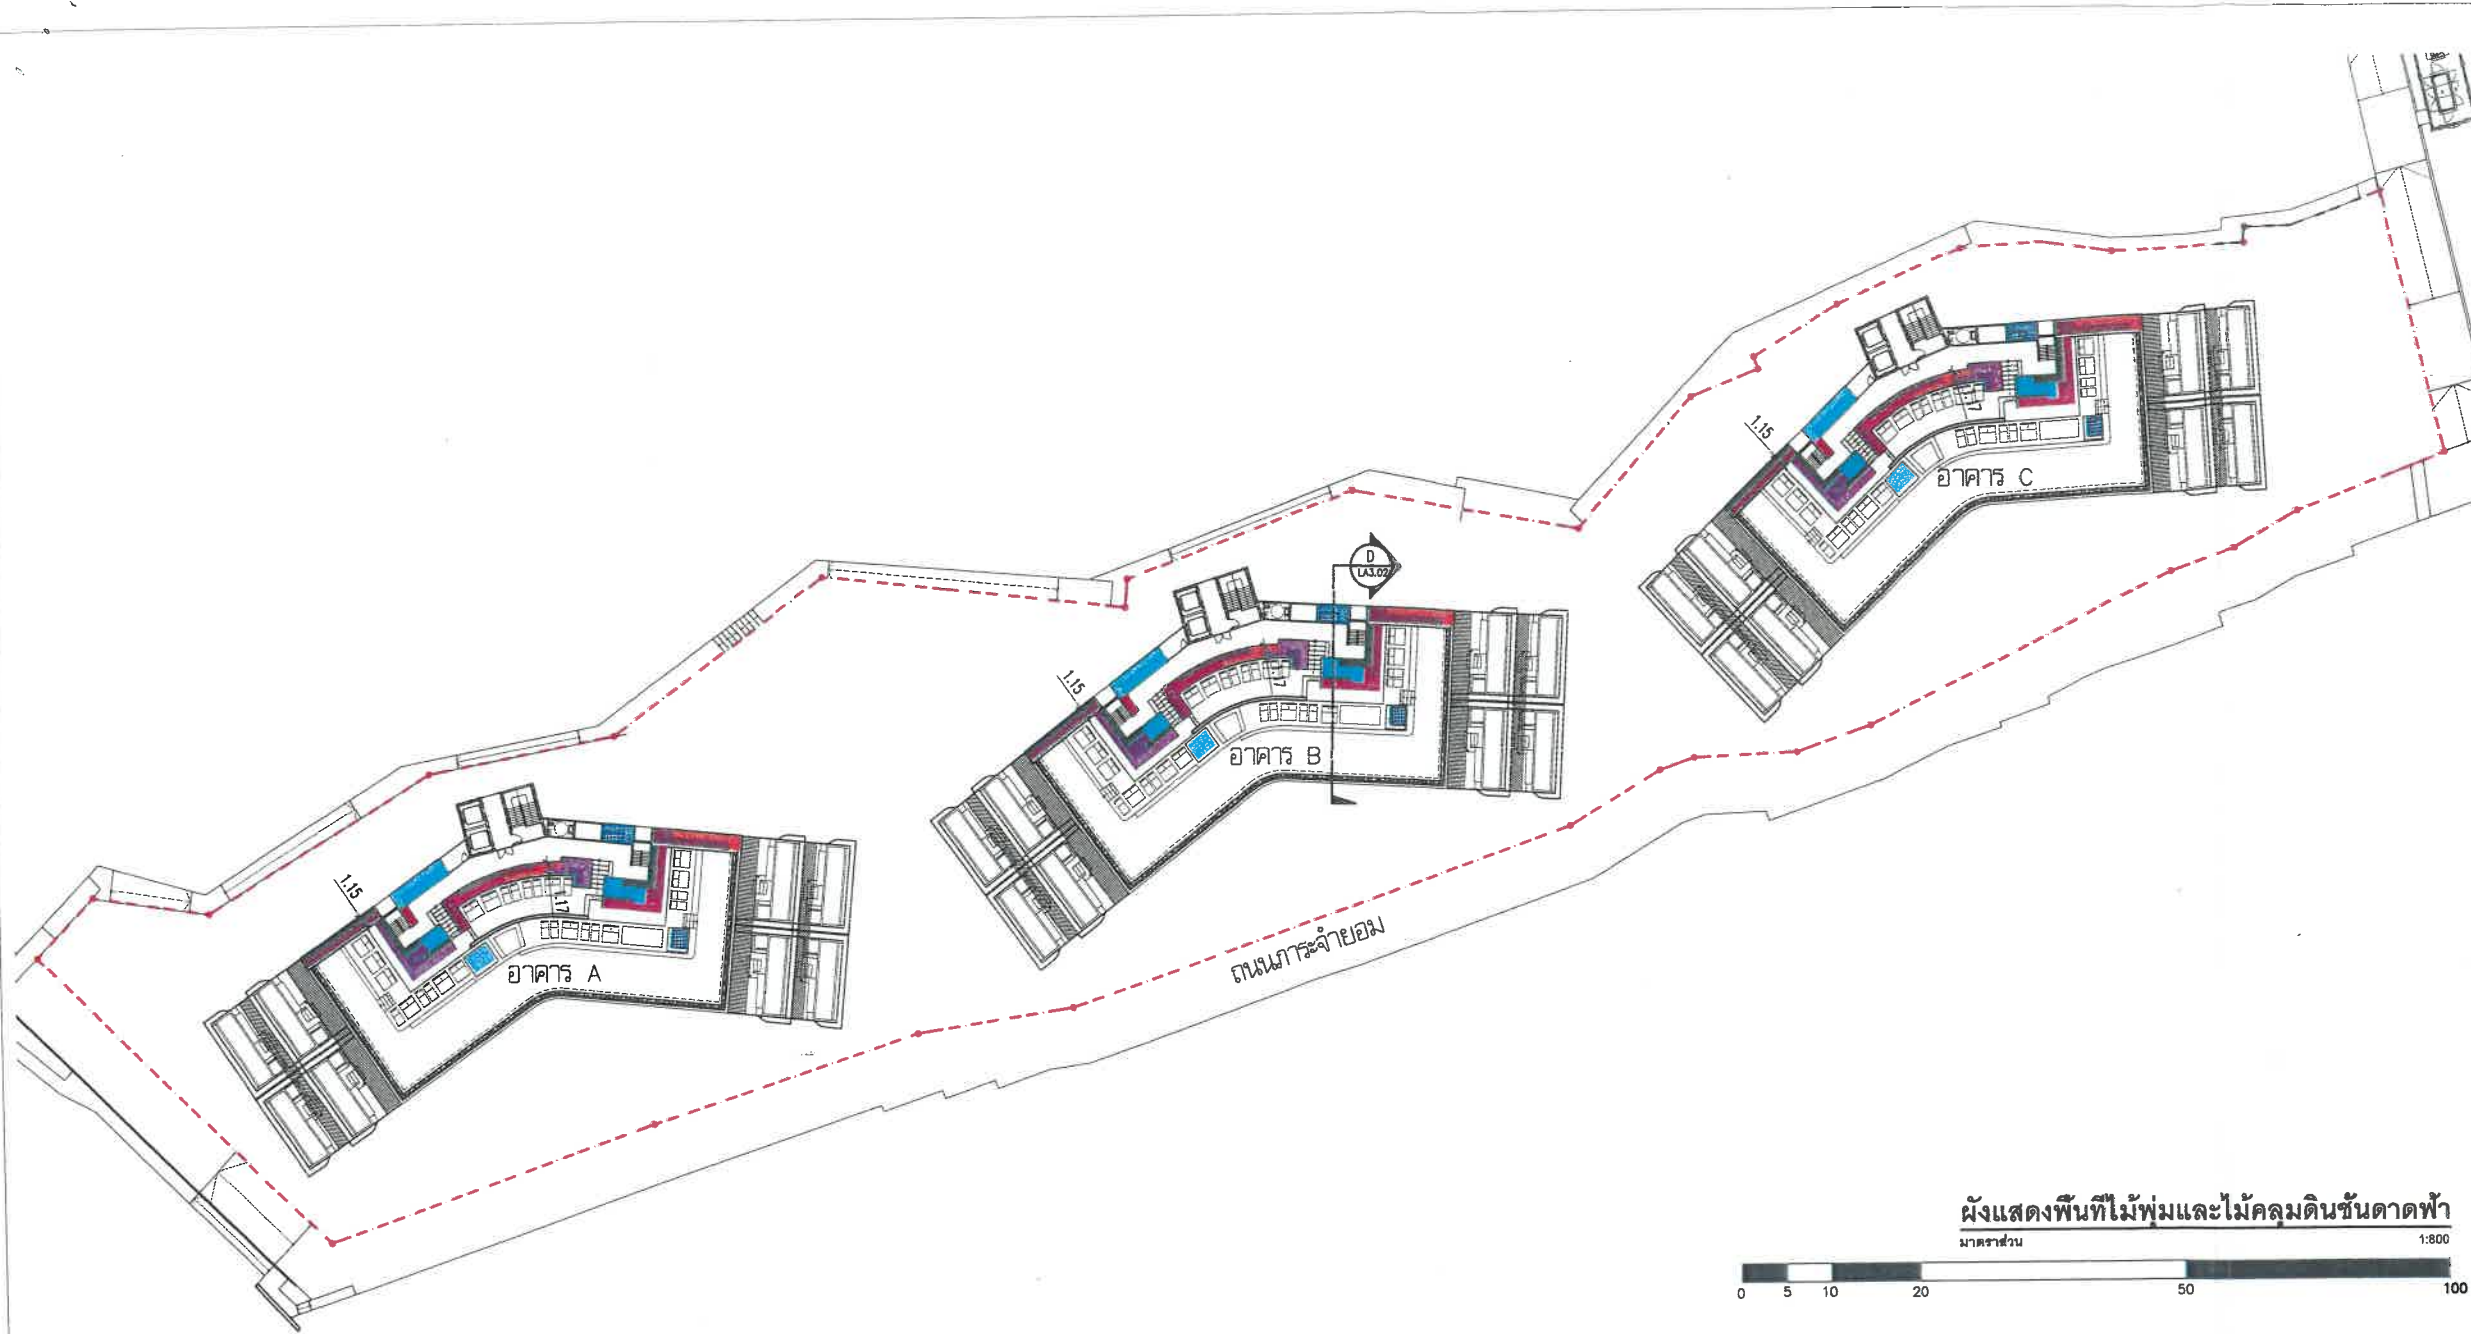 1.15
.17
อาคาร C
D
LA3.02
1.15
.17
อาคาร B
1.15
.17
อาคาร A
ถนนภาระจำยอม
ผังแสดงพื้นที่ไม้พุ่มและไม้คลุมดินชั้นดาดฟ้า
มาตราส่วน 1:800
0 5 10 20 50 100